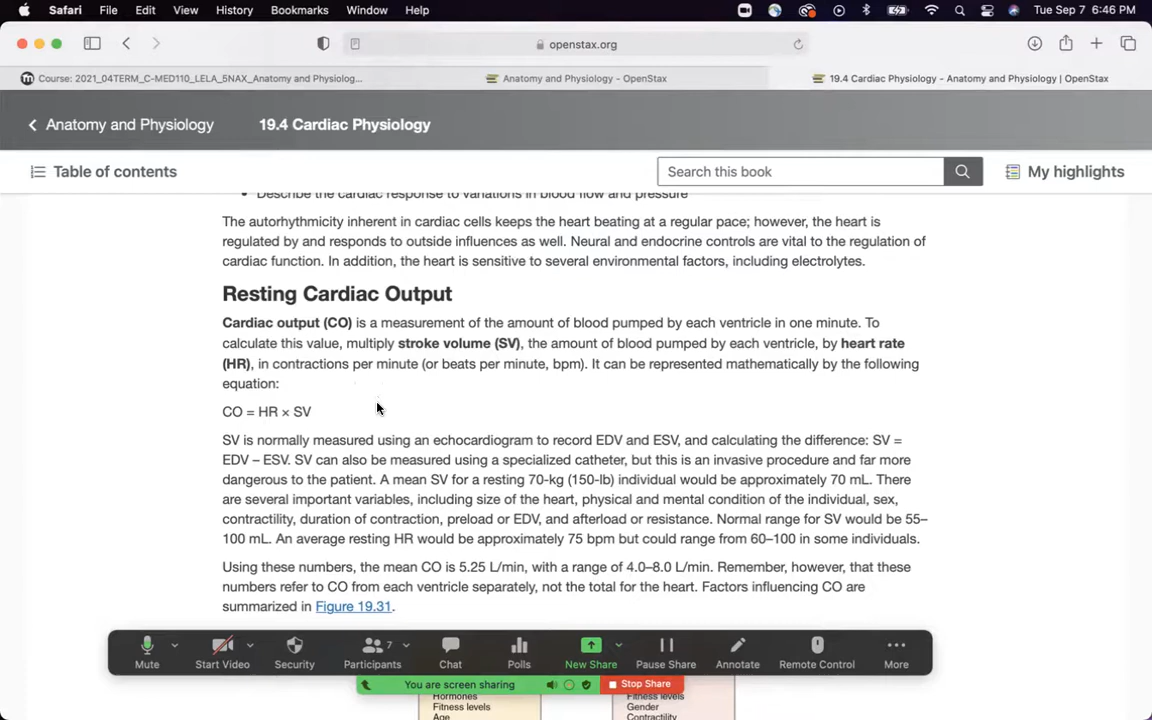 Safari File Edit View History Bookmarks Window Help Tue Sep 7 6:46 PM
openstax.org
Course: 2021_04TERM_C-MED110_LELA_5NAX_Anatomy and Physiolog... Anatomy and Physiology - OpenStax 19.4 Cardiac Physiology - Anatomy and Physiology | OpenStax
Anatomy and Physiology 19.4 Cardiac Physiology
Table of contents Search this book My highlights
• Describe the cardiac response to variations in blood flow and pressure
The autorhythmicity inherent in cardiac cells keeps the heart beating at a regular pace; however, the heart is
regulated by and responds to outside influences as well. Neural and endocrine controls are vital to the regulation of
cardiac function. In addition, the heart is sensitive to several environmental factors, including electrolytes.
Resting Cardiac Output
Cardiac output (CO) is a measurement of the amount of blood pumped by each ventricle in one minute. To
calculate this value, multiply stroke volume (SV), the amount of blood pumped by each ventricle, by heart rate
(HR), in contractions per minute (or beats per minute, bpm). It can be represented mathematically by the following
equation:
CO = HR × SV
SV is normally measured using an echocardiogram to record EDV and ESV, and calculating the difference: SV =
EDV – ESV. SV can also be measured using a specialized catheter, but this is an invasive procedure and far more
dangerous to the patient. A mean SV for a resting 70-kg (150-lb) individual would be approximately 70 mL. There
are several important variables, including size of the heart, physical and mental condition of the individual, sex,
contractility, duration of contraction, preload or EDV, and afterload or resistance. Normal range for SV would be 55–
100 mL. An average resting HR would be approximately 75 bpm but could range from 60–100 in some individuals.
Using these numbers, the mean CO is 5.25 L/min, with a range of 4.0–8.0 L/min. Remember, however, that these
numbers refer to CO from each ventricle separately, not the total for the heart. Factors influencing CO are
summarized in Figure 19.31.
7
Mute Start Video Security Participants Chat Polls New Share Pause Share Annotate Remote Control More
You are screen sharing Stop Share
Hormones Fitness levels
Fitness levels Gender
Age Contractility